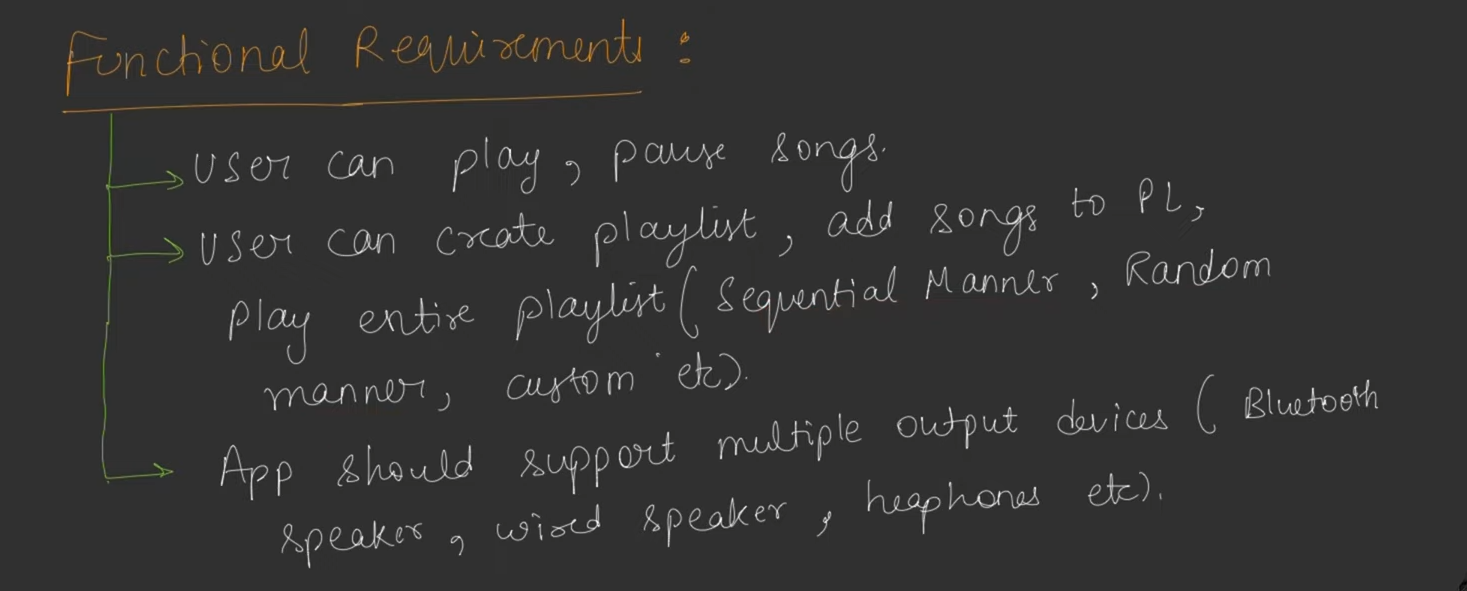 Functional Requirements :
User can play, pause songs.
User can create playlist, add songs to PL,
Play entire playlist (Sequential Manner, Random
manner, custom etc).
App should support multiple output devices (Bluetooth
speaker, wired speaker, heaphones etc).